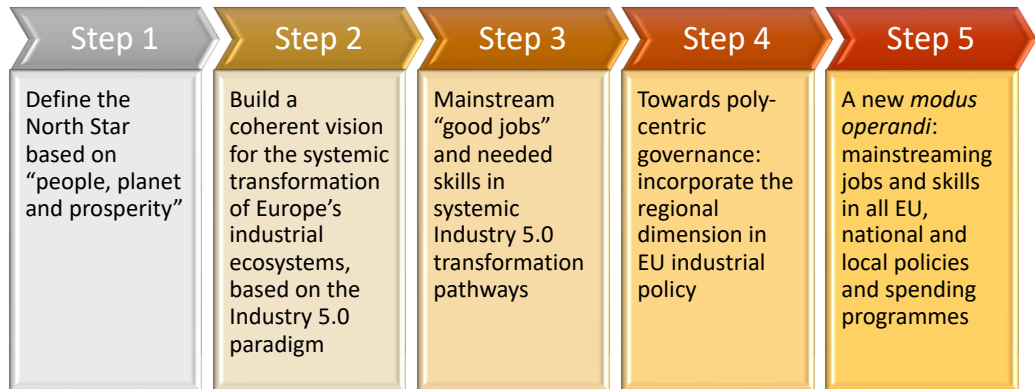 Step 1
Define the
North Star
based on
“people, planet
and prosperity”
Step 2
Build a
coherent vision
for the systemic
transformation
of Europe’s
industrial
ecosystems,
based on the
Industry 5.0
paradigm
Step 3
Mainstream
“good jobs”
and needed
skills in
systemic
Industry 5.0
transformation
pathways
Step 4
Towards poly-
centric
governance:
incorporate the
regional
dimension in
EU industrial
policy
Step 5
A new modus
operandi:
mainstreaming
jobs and skills
in all EU,
national and
local policies
and spending
programmes